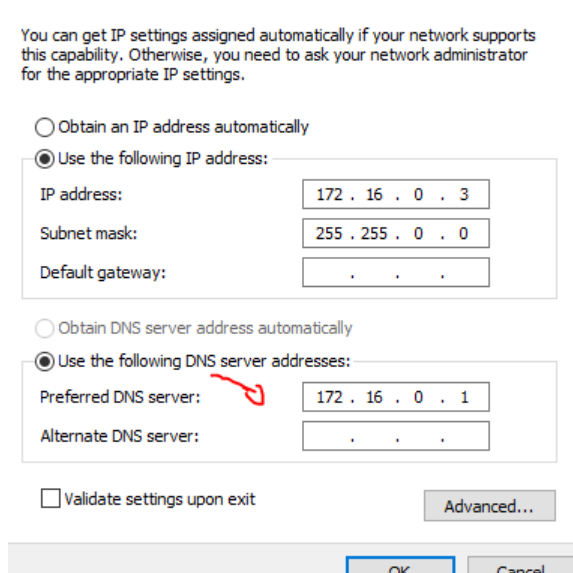 You can get IP settings assigned automatically if your network supports
this capability. Otherwise, you need to ask your network administrator
for the appropriate IP settings.
Obtain an IP address automatically
Use the following IP address:
IP address: 172 . 16 . 0 . 3
Subnet mask: 255 . 255 . 0 . 0
Default gateway: . . .
Obtain DNS server address automatically
Use the following DNS server addresses:
Preferred DNS server: 172 . 16 . 0 . 1
Alternate DNS server: . . .
Validate settings upon exit
Advanced...
OK Cancel